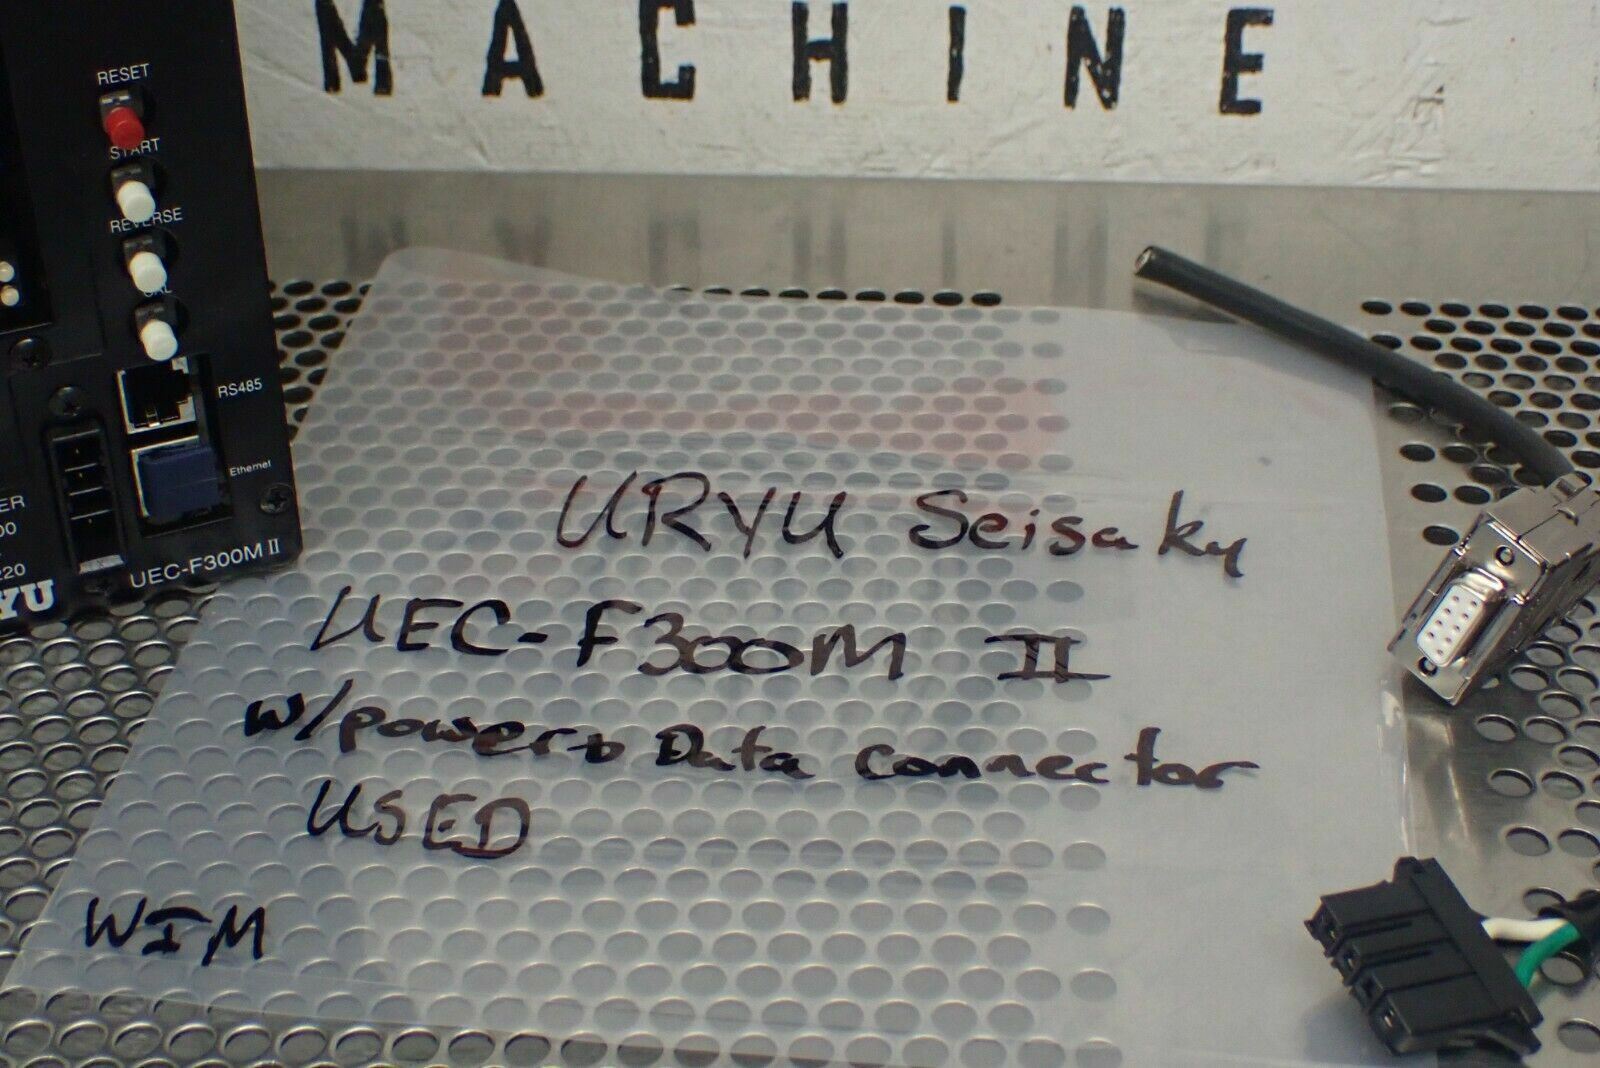 MACHINE
RESET
START
REVERSE
RS485
Ethernet
220
UEC-F300M II
URYU Seisaku
UEC-F300M II
W/power & Data Connector
USED
WIM